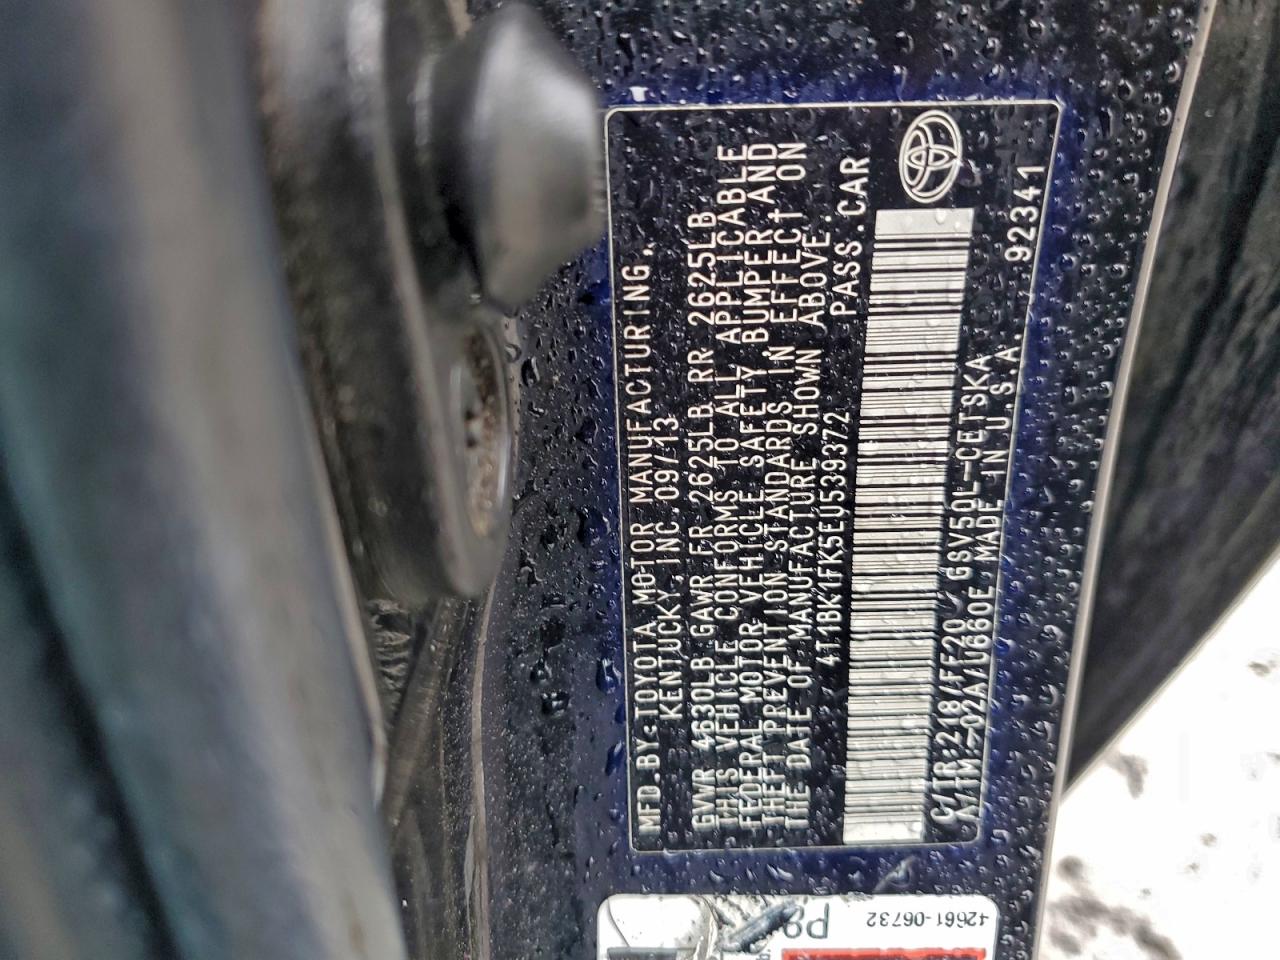 MFD.BY:TOYOTA MOTOR MANUFACTURING,
KENTUCKY, INC. 09/13
GVWR 4630LB GAWR FR 2625LB RR 2625LB
THIS VEHICLE CONFORMS TO ALL APPLICABLE
FEDERAL MOTOR VEHICLE SAFETY, BUMPER AND
THEFT PREVENTION STANDARDS IN EFFECT ON
THE DATE OF MANUFACTURE SHOWN ABOVE.
4T1BK1FK5EU539372 PASS.CAR
C/TR:218/FF20 GSV50L-CETSKA
A/TM:-02A/U660E MADE IN U.S.A. 92341
42661-06732